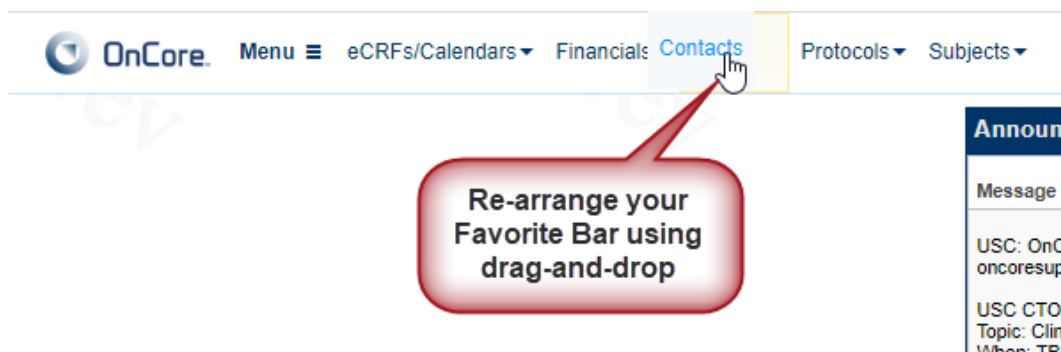 OnCore. Menu eCRFs/Calendars Financials Contacts Protocols Subjects
Re-arrange your
Favorite Bar using
drag-and-drop
Message